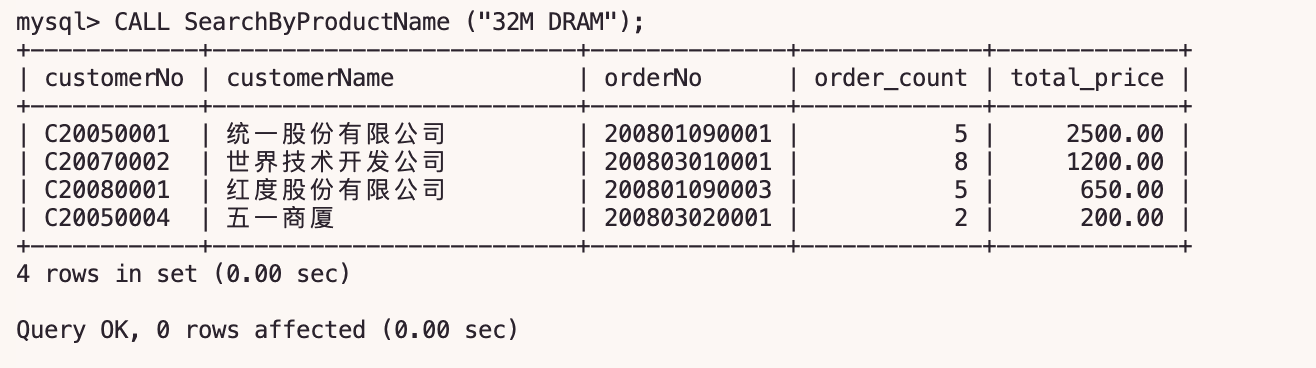 mysql> CALL SearchByProductName ("32M DRAM");
+------------+--------------------------+--------------+-------------+-------------+
| customerNo | customerName             | orderNo      | order_count | total_price |
+------------+--------------------------+--------------+-------------+-------------+
| C20050001  | 统一股份有限公司         | 200801090001 |           5 |     2500.00 |
| C20070002  | 世界技术开发公司         | 200803010001 |           8 |     1200.00 |
| C20080001  | 红度股份有限公司         | 200801090003 |           5 |      650.00 |
| C20050004  | 五一商厦                 | 200803020001 |           2 |      200.00 |
+------------+--------------------------+--------------+-------------+-------------+
4 rows in set (0.00 sec)
Query OK, 0 rows affected (0.00 sec)